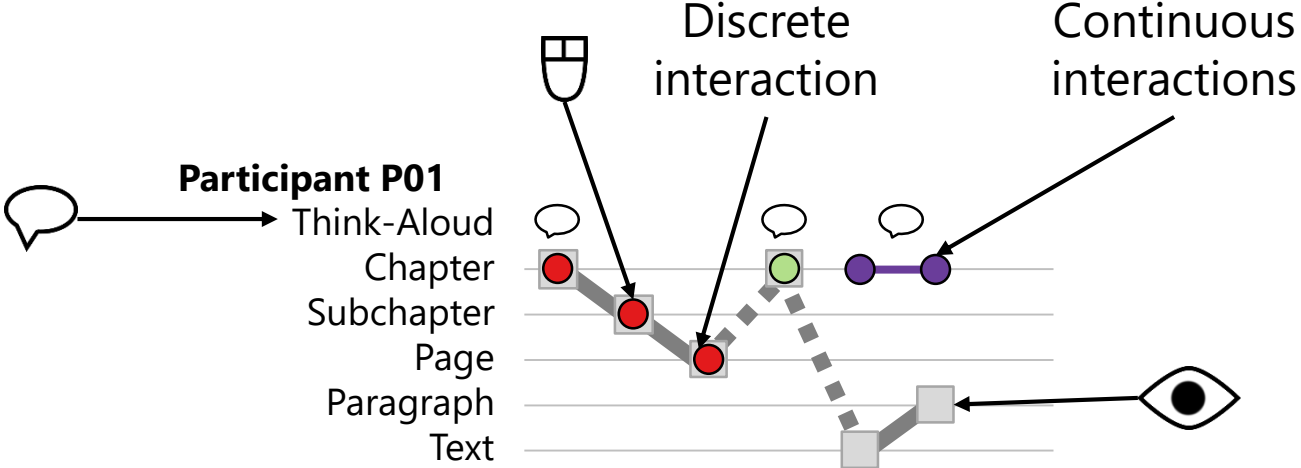 Discrete
interaction
Continuous
interactions
Participant P01
Think-Aloud
Chapter
Subchapter
Page
Paragraph
Text